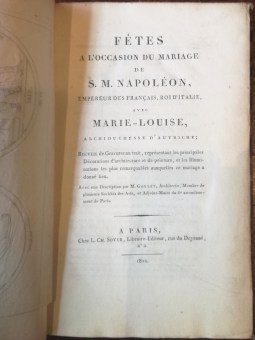 FÊTES
A L'OCCASION DU MARIAGE
DE
S. M. NAPOLÉON,
EMPEREUR DES FRANÇAIS, ROI D'ITALIE,
AVEC
MARIE-LOUISE,
ARCHIDUCHESSE D'AUTRICHE;
Recueil de Gravures au trait, représentant les principales
Décorations d'architecture et de peinture, et les Illumi-
nations les plus remarquables auxquelles ce mariage a
donné lieu.
Avec une Description par M. Goulet, Architecte, Membre de
plusieurs Sociétés des Arts, et Adjoint-Maire du arrondisse-
ment de Paris.
A PARIS,
Chez L. Ch. Soyer, Libraire-Éditeur, rue du Doyenné,
n° 2.